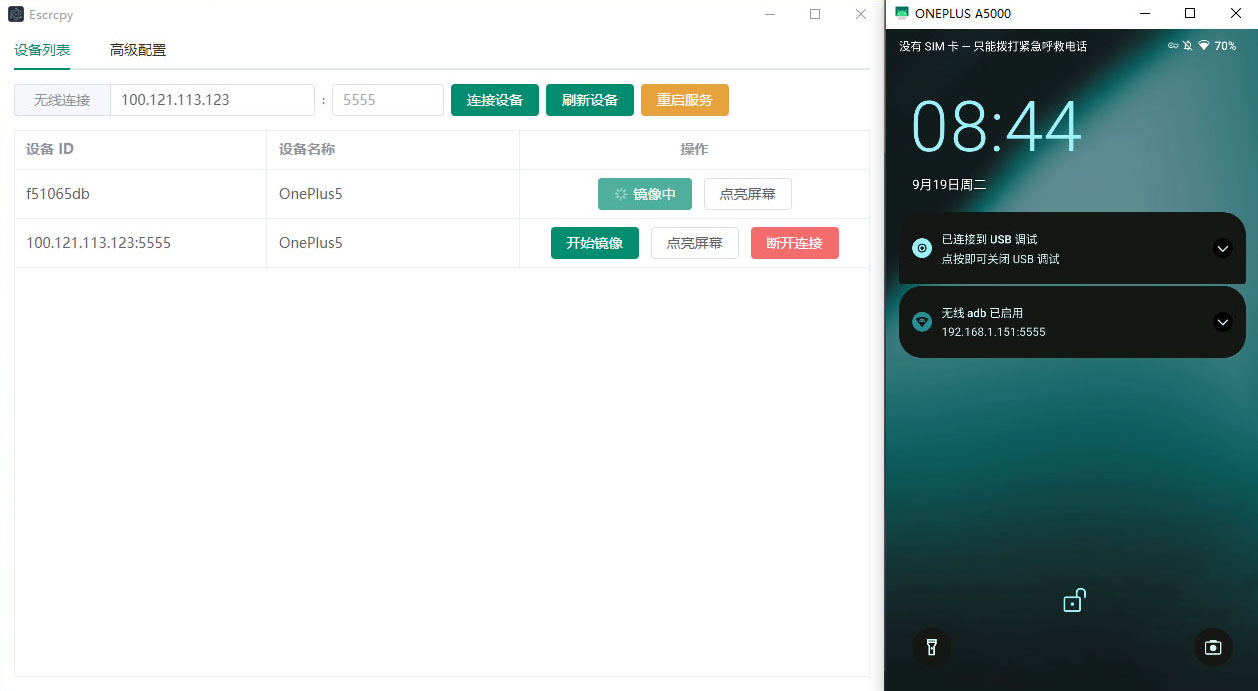 Escrcpy
设备列表 高级配置
无线连接 100.121.113.123 : 5555 连接设备 刷新设备 重启服务
设备 ID 设备名称 操作
f51065db OnePlus5 镜像中 点亮屏幕
100.121.113.123:5555 OnePlus5 开始镜像 点亮屏幕 断开连接
ONEPLUS A5000
没有 SIM 卡 – 只能拨打紧急呼救电话 70%
08:44
9月19日周二
已连接到 USB 调试
点按即可关闭 USB 调试
无线 adb 已启用
192.168.1.151:5555